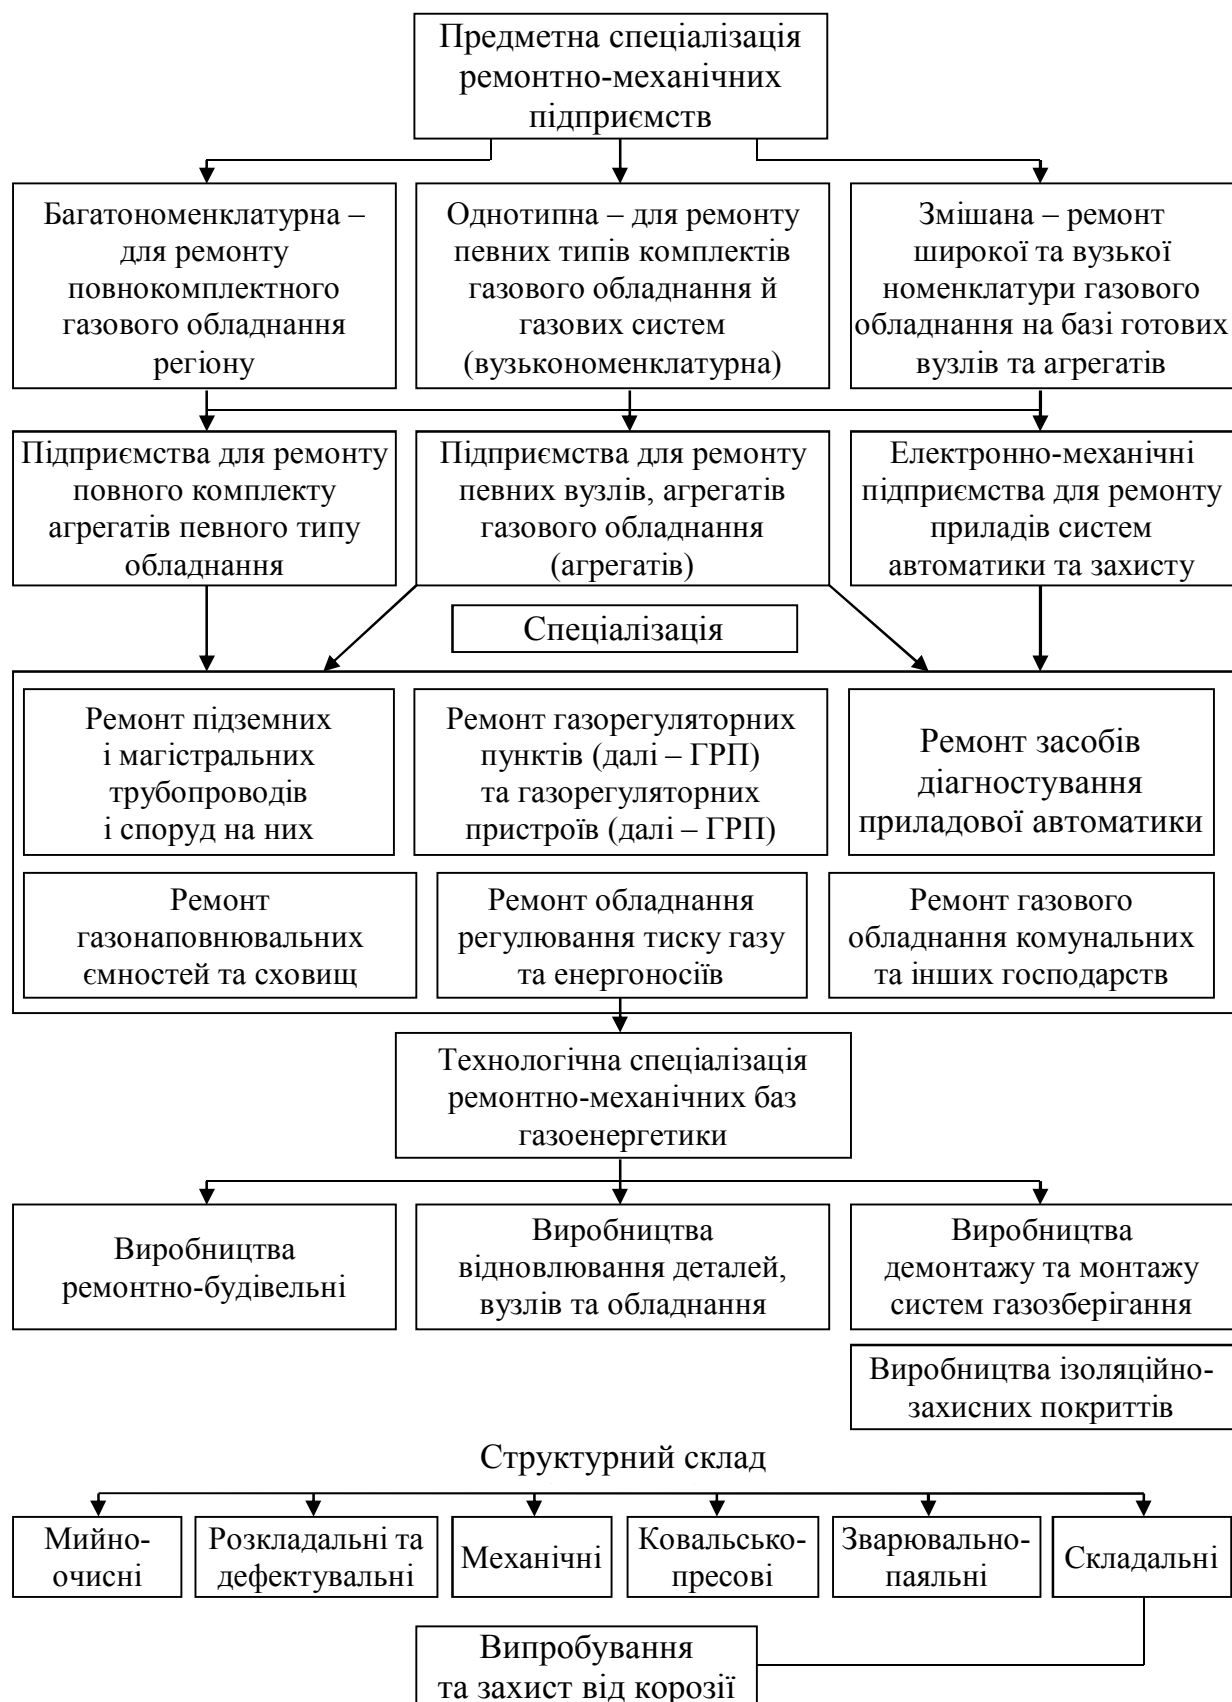 Предметна спеціалізація
ремонтно-механічних
підприємств
Багатономенклатурна –
для ремонту
повнокомплектного
газового обладнання
регіону
Однотипна – для ремонту
певних типів комплектів
газового обладнання й
газових систем
(вузькономенклатурна)
Змішана – ремонт
широкої та вузької
номенклатури газового
обладнання на базі готових
вузлів та агрегатів
Підприємства для ремонту
повного комплекту
агрегатів певного типу
обладнання
Підприємства для ремонту
певних вузлів, агрегатів
газового обладнання
(агрегатів)
Електронно-механічні
підприємства для ремонту
приладів систем
автоматики та захисту
Спеціалізація
Ремонт підземних
і магістральних
трубопроводів
і споруд на них
Ремонт газорегуляторних
пунктів (далі – ГРП)
та газорегуляторних
пристроїв (далі – ГРП)
Ремонт засобів
діагностування
приладової автоматики
Ремонт
газонаповнювальних
ємностей та сховищ
Ремонт обладнання
регулювання тиску газу
та енергоносіїв
Ремонт газового
обладнання комунальних
та інших господарств
Технологічна спеціалізація
ремонтно-механічних баз
газоенергетики
Виробництва
ремонтно-будівельні
Виробництва
відновлювання деталей,
вузлів та обладнання
Виробництва
демонтажу та монтажу
систем газозберігання
Виробництва ізоляційно-
захисних покриттів
Структурний склад
Мийно-
очисні
Розкладальні та
дефектувальні
Механічні
Ковальсько-
пресові
Зварювально-
паяльні
Складальні
Випробування
та захист від корозії